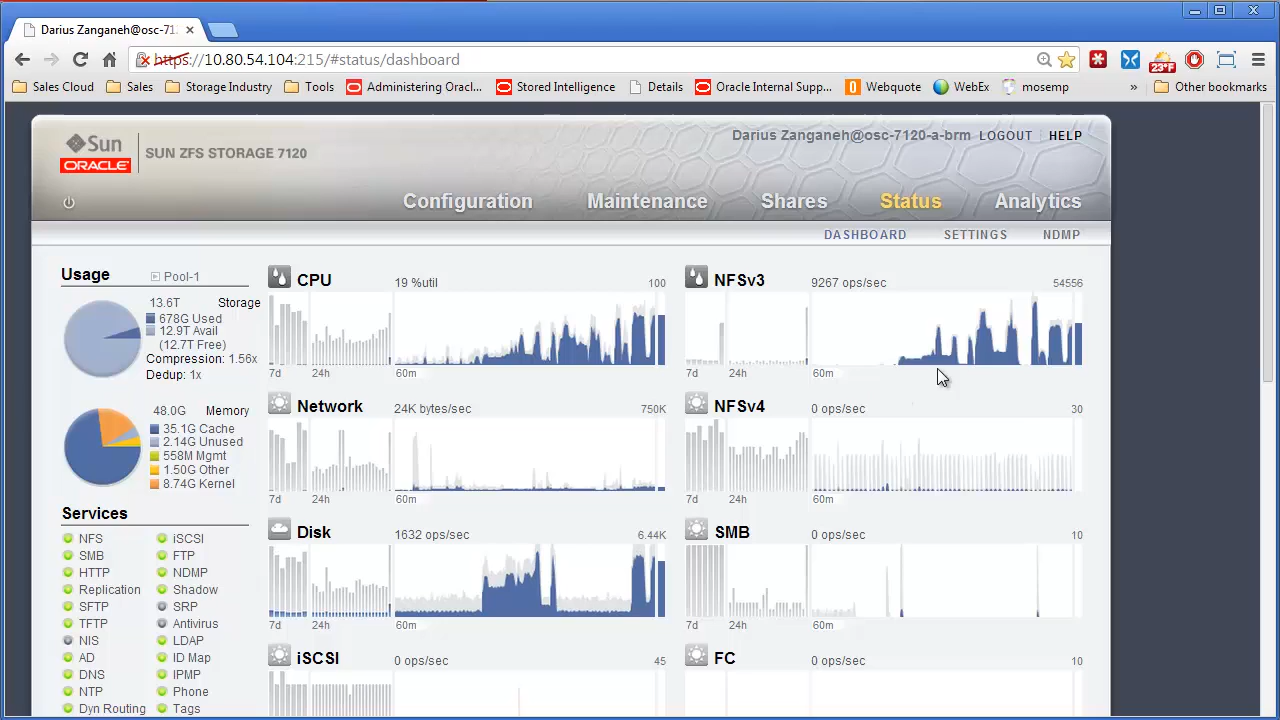 Darius Zanganeh@osc-71
https://10.80.54.104:215/#status/dashboard
23°F
Sales Cloud Sales Storage Industry Tools Administering Orac... Stored Intelligence Details Oracle Internal Supp... Webquote WebEx mosemp » Other bookmarks
Sun
ORACLE
SUN ZFS STORAGE 7120
Darius Zanganeh@osc-7120-a-brm LOGOUT HELP
Configuration Maintenance Shares Status Analytics
DASHBOARD SETTINGS NDMP
Usage Pool-1
13.6T Storage
678G Used
12.9T Avail
(12.7T Free)
Compression: 1.56x
Dedup: 1x
48.0G Memory
35.1G Cache
2.14G Unused
558M Mgmt
1.50G Other
8.74G Kernel
Services
NFS iSCSI
SMB FTP
HTTP NDMP
Replication Shadow
SFTP SRP
TFTP Antivirus
NIS LDAP
AD ID Map
DNS IPMP
NTP Phone
Dyn Routing Tags
CPU 19 %util 100
7d 24h 60m
Network 24K bytes/sec 750K
7d 24h 60m
Disk 1632 ops/sec 6.44K
7d 24h 60m
iSCSI 0 ops/sec 45
NFSv3 9267 ops/sec 54556
7d 24h 60m
NFSv4 0 ops/sec 30
7d 24h 60m
SMB 0 ops/sec 10
7d 24h 60m
FC 0 ops/sec 10